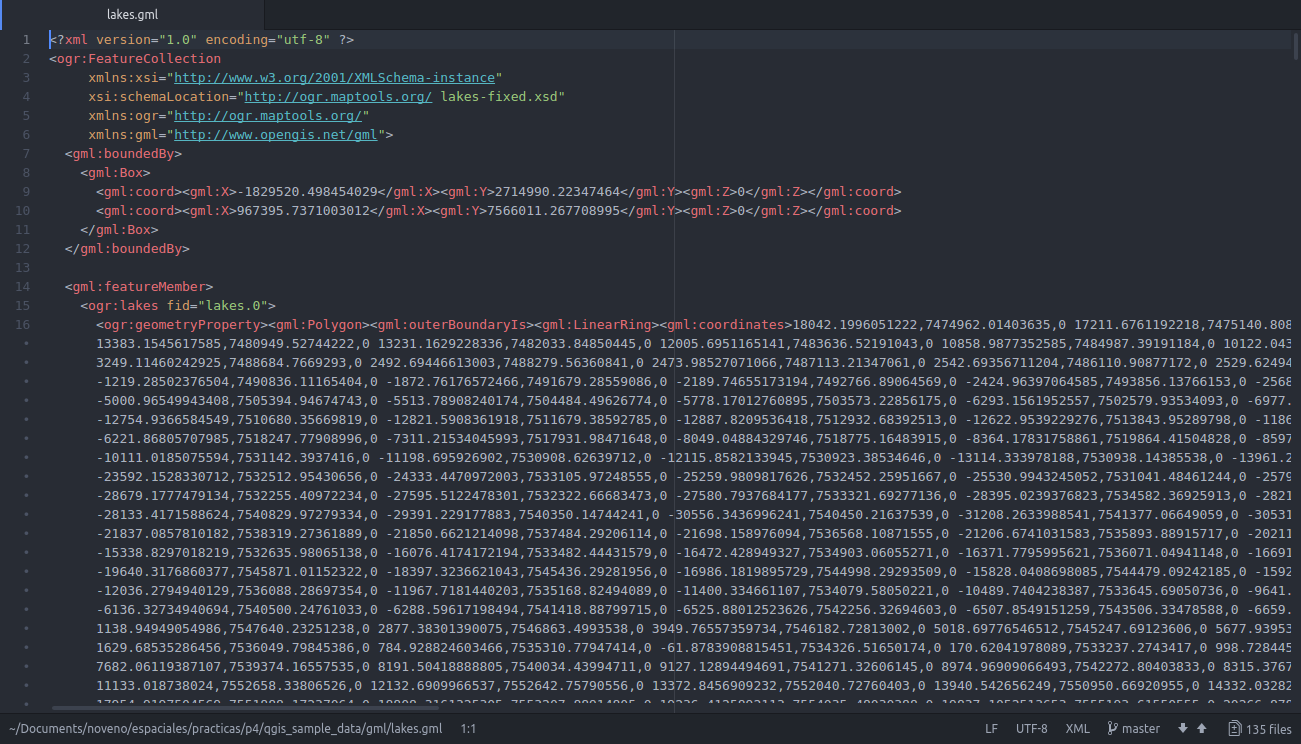 lakes.gml
1 <?xml version="1.0" encoding="utf-8" ?>
2 <ogr:FeatureCollection
3 xmlns:xsi="http://www.w3.org/2001/XMLSchema-instance"
4 xsi:schemaLocation="http://ogr.maptools.org/ lakes-fixed.xsd"
5 xmlns:ogr="http://ogr.maptools.org/"
6 xmlns:gml="http://www.opengis.net/gml">
7 <gml:boundedBy>
8 <gml:Box>
9 <gml:coord><gml:X>-1829520.498454029</gml:X><gml:Y>2714990.22347464</gml:Y><gml:Z>0</gml:Z></gml:coord>
10 <gml:coord><gml:X>967395.7371003012</gml:X><gml:Y>7566011.267708995</gml:Y><gml:Z>0</gml:Z></gml:coord>
11 </gml:Box>
12 </gml:boundedBy>
13
14 <gml:featureMember>
15 <ogr:lakes fid="lakes.0">
16 <ogr:geometryProperty><gml:Polygon><gml:outerBoundaryIs><gml:LinearRing><gml:coordinates>18042.1996051222,7474962.01403635,0 17211.6761192218,7475140.808
13383.1545617585,7480949.52744222,0 13231.1629228336,7482033.84850445,0 12005.6951165141,7483636.52191043,0 10858.9877352585,7484987.39191184,0 10122.043
3249.11460242925,7488684.7669293,0 2492.69446613003,7488279.56360841,0 2473.98527071066,7487113.21347061,0 2542.69356711204,7486110.90877172,0 2529.62494
-1219.28502376504,7490836.11165404,0 -1872.76176572466,7491679.28559086,0 -2189.74655173194,7492766.89064569,0 -2424.96397064585,7493856.13766153,0 -2568
-5000.96549943408,7505394.94674743,0 -5513.78908240174,7504484.49626774,0 -5778.17012760895,7503573.22856175,0 -6293.1561952557,7502579.93534093,0 -6977.
-12754.9366584549,7510680.35669819,0 -12821.5908361918,7511679.38592785,0 -12887.8209536418,7512932.68392513,0 -12622.9539229276,7513843.95289798,0 -1186
-6221.86805707985,7518247.77908996,0 -7311.21534045993,7517931.98471648,0 -8049.04884329746,7518775.16483915,0 -8364.17831758861,7519864.41504828,0 -8597
-10111.0185075594,7531142.3937416,0 -11198.695926902,7530908.62639712,0 -12115.8582133945,7530923.38534646,0 -13114.333978188,7530938.14385538,0 -13961.2
-23592.1528330712,7532512.95430656,0 -24333.4470972003,7533105.97248555,0 -25259.9809817626,7532452.25951667,0 -25530.9943245052,7531041.48461244,0 -2579
-28679.1777479134,7532255.40972234,0 -27595.5122478301,7532322.66683473,0 -27580.7937684177,7533321.69277136,0 -28395.0239376823,7534582.36925913,0 -2821
-28133.4171588674,7540829.97279334,0 -29391.229177883,7540350.14744241,0 -30556.3436996241,7540450.21637539,0 -31208.2633988541,7541377.06649059,0 -30531
-21837.0857810182,7538319.27361889,0 -21850.6621214098,7537484.29206114,0 -21698.158976094,7536568.10871555,0 -21206.6741031583,7535893.88915717,0 -20211
-15338.8297018219,7532635.98065138,0 -16076.4174172194,7533482.44431579,0 -16472.428949327,7534903.06055271,0 -16371.7795995621,7536071.04941148,0 -16691
-19640.3176860377,7545871.01152322,0 -18397.3236621043,7545436.29281956,0 -16986.1819895729,7544998.29293509,0 -15828.0408698085,7544479.09242185,0 -1592
-12036.2794940129,7536088.28697354,0 -11967.7181440203,7535168.82494089,0 -11400.334661107,7534079.58050221,0 -10489.7404238387,7533645.69050736,0 -9641.
-6136.32734940694,7540500.24761033,0 -6288.59617198494,7541418.88799715,0 -6525.88012523626,7542256.32694603,0 -6507.8549151259,7543506.33478588,0 -6659.
1138.94949054986,7547640.23251238,0 2877.38301390075,7546863.4993538,0 3949.76557359734,7546182.72813002,0 5018.69776546512,7545247.69123606,0 5677.93953
1629.68535286456,7536049.79845386,0 784.928824603466,7535310.77947414,0 -61.8783908815451,7534326.51650174,0 170.62041978089,7533237.2743417,0 998.728445
7682.06119387107,7539374.16557535,0 8191.50418888805,7540034.43994711,0 9127.12894494691,7541271.32606145,0 8974.96909066493,7542272.80403833,0 8315.3767
11133.018738024,7552658.33806526,0 12132.6909966537,7552642.75790556,0 13372.8456909232,7552040.72760403,0 13940.542656249,7550950.66920955,0 14332.03282
~/Documents/noveno/espaciales/practicas/p4/qgis_sample_data/gml/lakes.gml 1:1 LF UTF-8 XML master 135 files